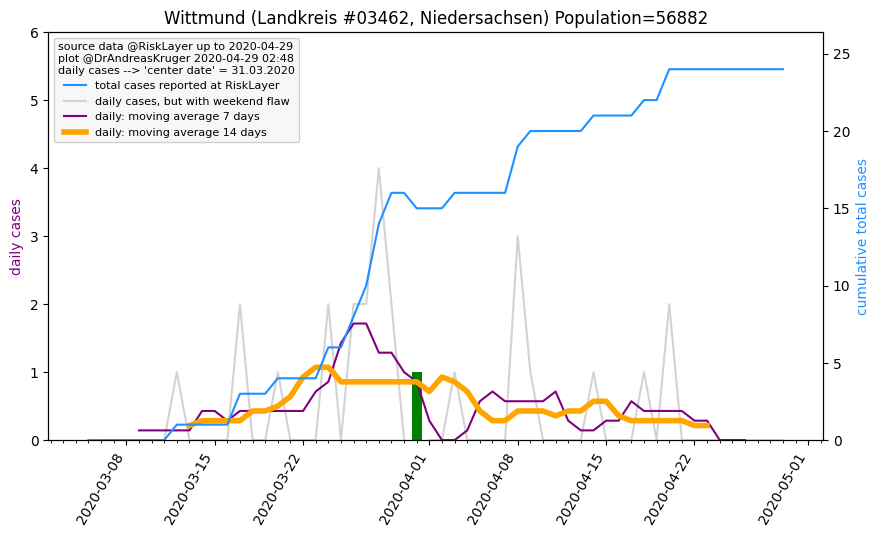 Wittmund (Landkreis #03462, Niedersachsen) Population=56882
source data @RiskLayer up to 2020-04-29
plot @DrAndreasKruger 2020-04-29 02:48
daily cases --> 'center date' = 31.03.2020
total cases reported at RiskLayer
daily cases, but with weekend flaw
daily: moving average 7 days
daily: moving average 14 days
daily cases
6
5
4
3
2
1
0
cumulative total cases
25
20
15
10
5
0
2020-03-08
2020-03-15
2020-03-22
2020-04-01
2020-04-08
2020-04-15
2020-04-22
2020-05-01